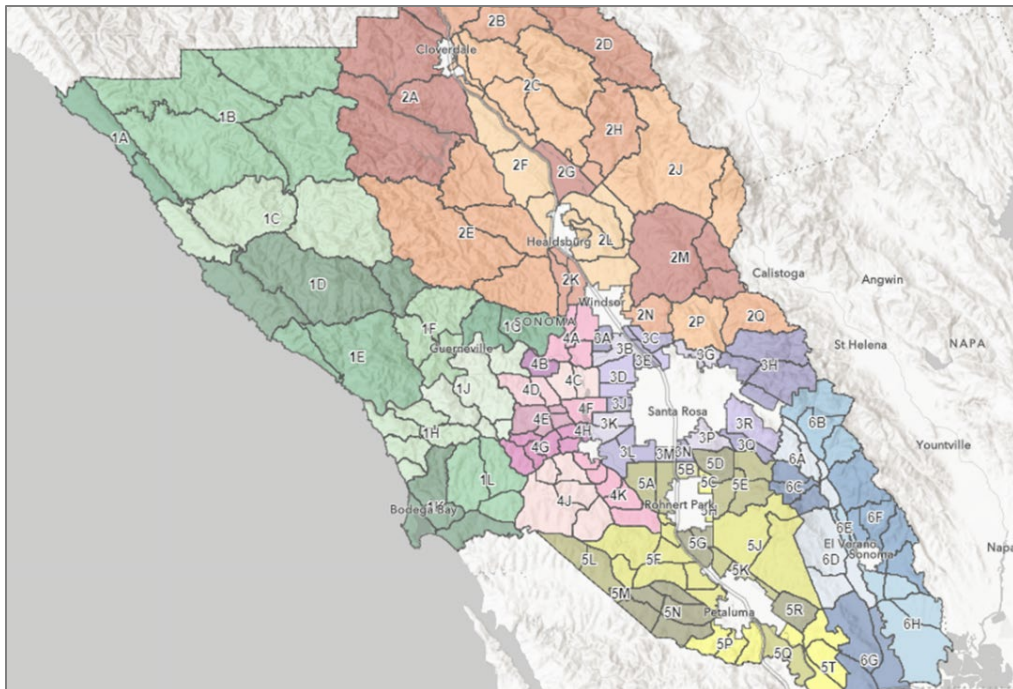 2B
2D
Cloverdale
2C
2A
1B
1A
2H
2F
2G
2J
1C
2E
2L
Healdsburg
2M
Calistoga
Angwin
1D
2K
Windsor
2N
2P
2Q
1F
1G
SONOMA
4A
3A
3B
3C
3E
3G
St Helena
NAPA
1E
Guerneville
4B
3D
3H
1J
4D
4C
3J
Santa Rosa
6B
1H
4E
4F
3K
3R
4H
3P
3Q
Yountville
4G
3L
3M
3N
6A
1L
5B
5D
5A
5C
5E
6C
1K
Bodega Bay
4J
4K
Rohnert Park
5H
6E
6F
5G
5J
El Verano
Sonoma
Napa
5L
5F
5K
6D
5M
5N
Petaluma
5R
6H
5P
5Q
5T
6G